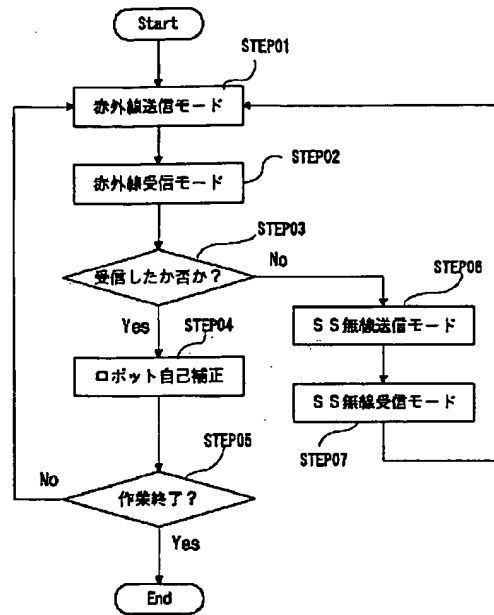 Start
STEP01
赤外線送信モード
STEP02
赤外線受信モード
STEP03
受信したか否か？
No
STEP06
Yes
STEP04
SS無線送信モード
ロボット自己補正
SS無線受信モード
STEP05
STEP07
No
作業終了？
Yes
End